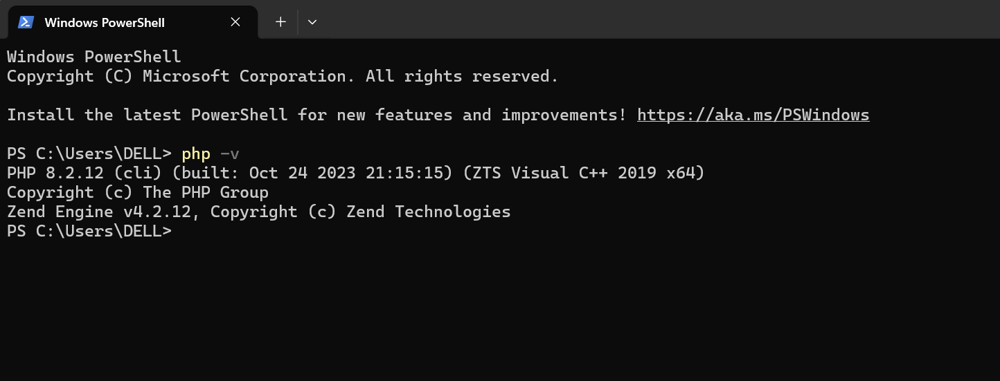 Windows PowerShell
Windows PowerShell
Copyright (C) Microsoft Corporation. All rights reserved.
Install the latest PowerShell for new features and improvements! https://aka.ms/PSWindows
PS C:\Users\DELL> php -v
PHP 8.2.12 (cli) (built: Oct 24 2023 21:15:15) (ZTS Visual C++ 2019 x64)
Copyright (c) The PHP Group
Zend Engine v4.2.12, Copyright (c) Zend Technologies
PS C:\Users\DELL>